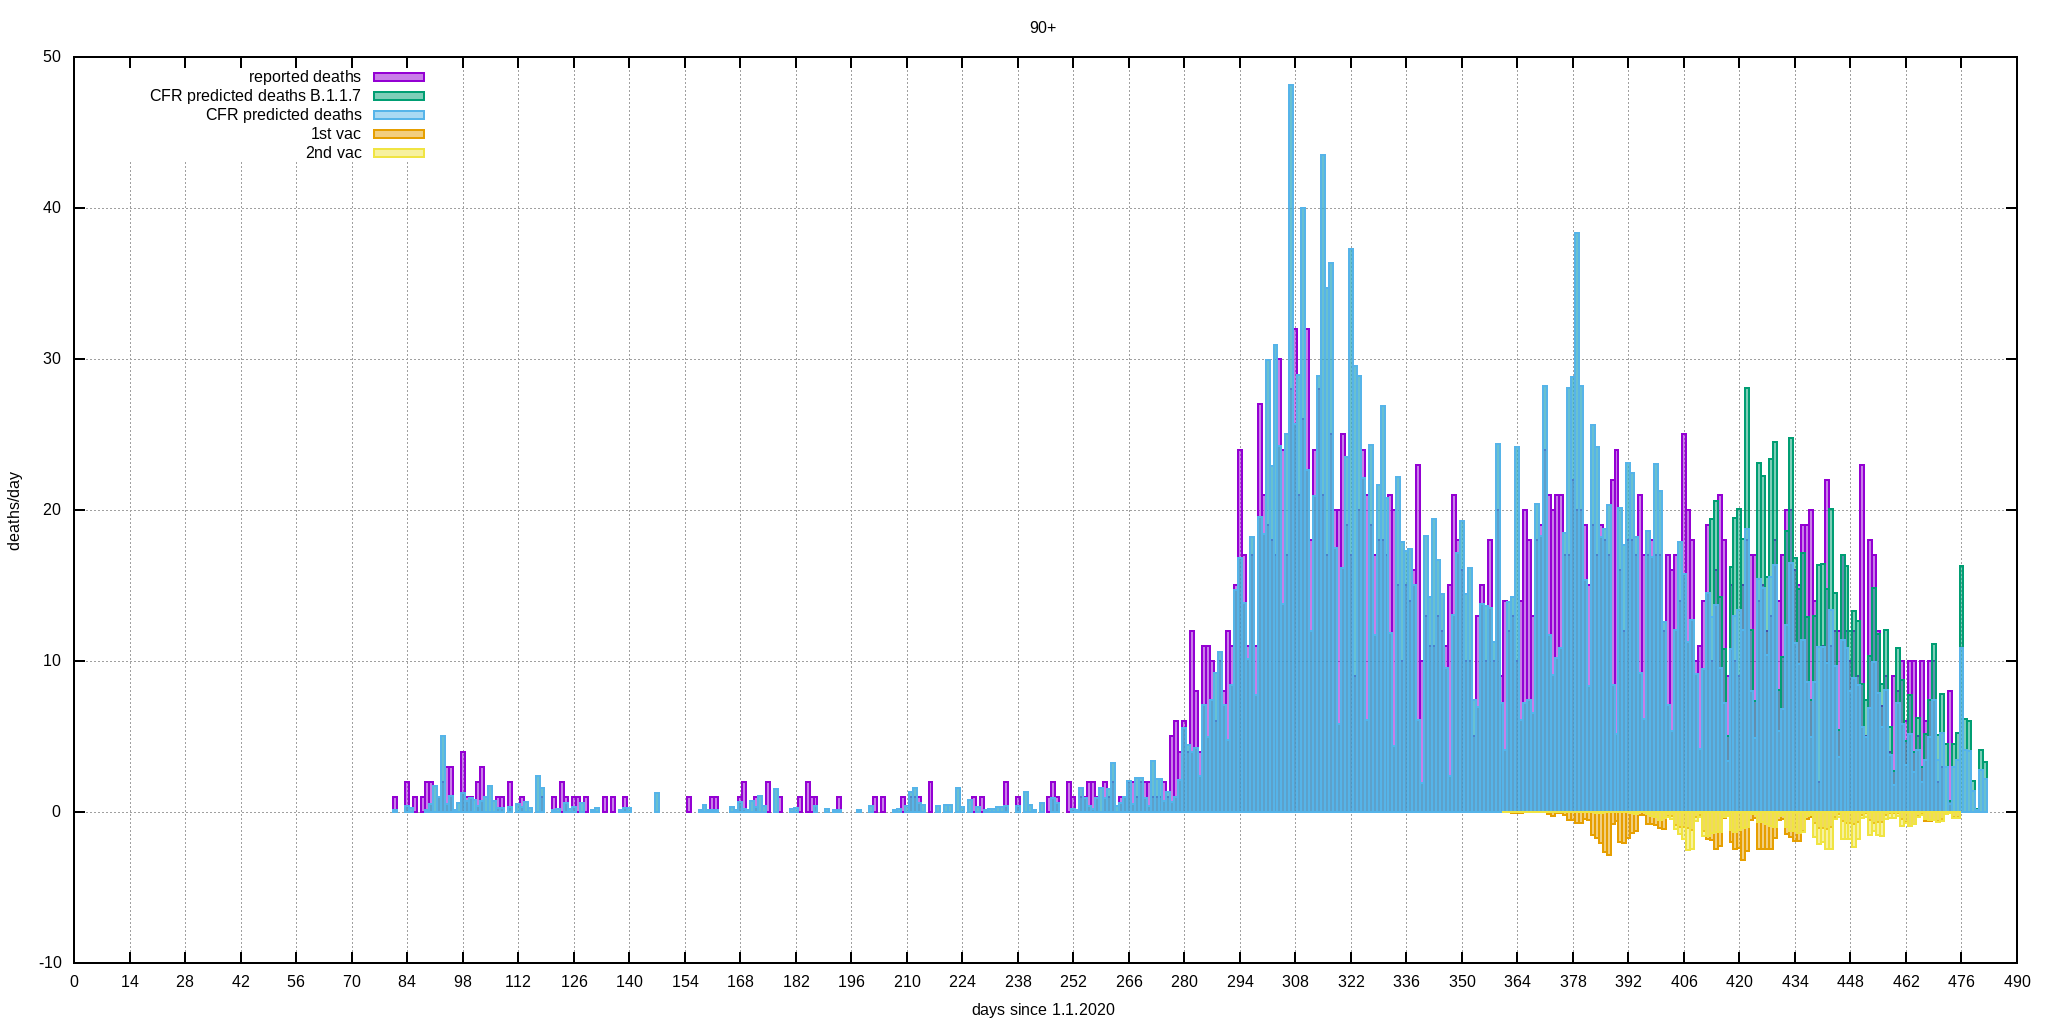 90+
50
reported deaths
CFR predicted deaths B.1.1.7
CFR predicted deaths
1st vac
2nd vac
40
30
20
10
0
-10
deaths/day
0 14 28 42 56 70 84 98 112 126 140 154 168 182 196 210 224 238 252 266 280 294 308 322 336 350 364 378 392 406 420 434 448 462 476 490
days since 1.1.2020